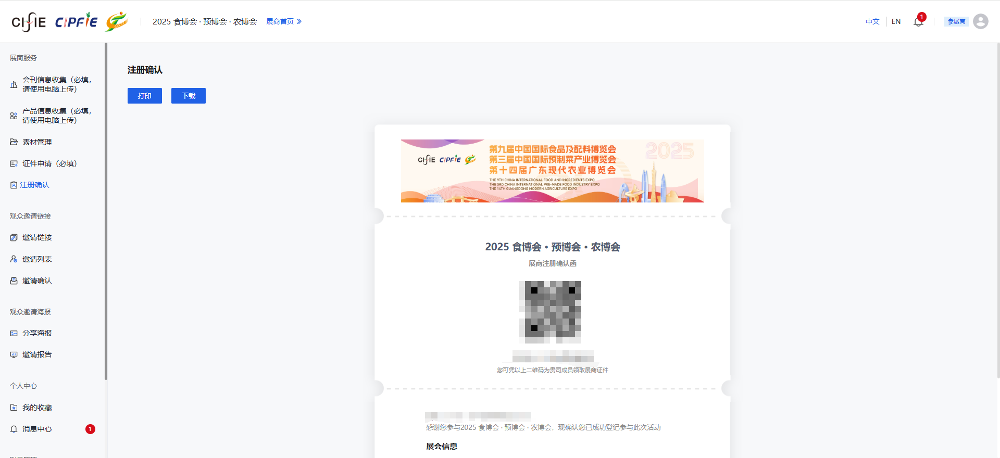 CIFIE CIPFIE
2025 食博会 · 预博会 · 农博会
展商首页
中文
EN
1
参展商
展商服务
会刊信息收集（必填，
请使用电脑上传）
产品信息收集（必填，
请使用电脑上传）
素材管理
证件申请（必填）
注册确认
观众邀请链接
邀请链接
邀请列表
邀请确认
观众邀请海报
分享海报
邀请报告
个人中心
我的收藏
消息中心
1
注册确认
打印
下载
CIFIE CIPFIE
第九届中国国际食品及配料博览会
第三届中国国际预制菜产业博览会
第十四届广东现代农业博览会
THE 9TH CHINA INTERNATIONAL FOOD AND INGREDIENTS EXPO
THE 3RD CHINA INTERNATIONAL PRE-MADE FOOD INDUSTRY EXPO
THE 14TH GUANGDONG MODERN AGRICULTURE EXPO
2025
2025 食博会 · 预博会 · 农博会
展商注册确认函
您可凭以上二维码为贵司成员领取展商证件
感谢您参与2025 食博会 · 预博会 · 农博会，现确认您已成功登记参与此次活动
展会信息